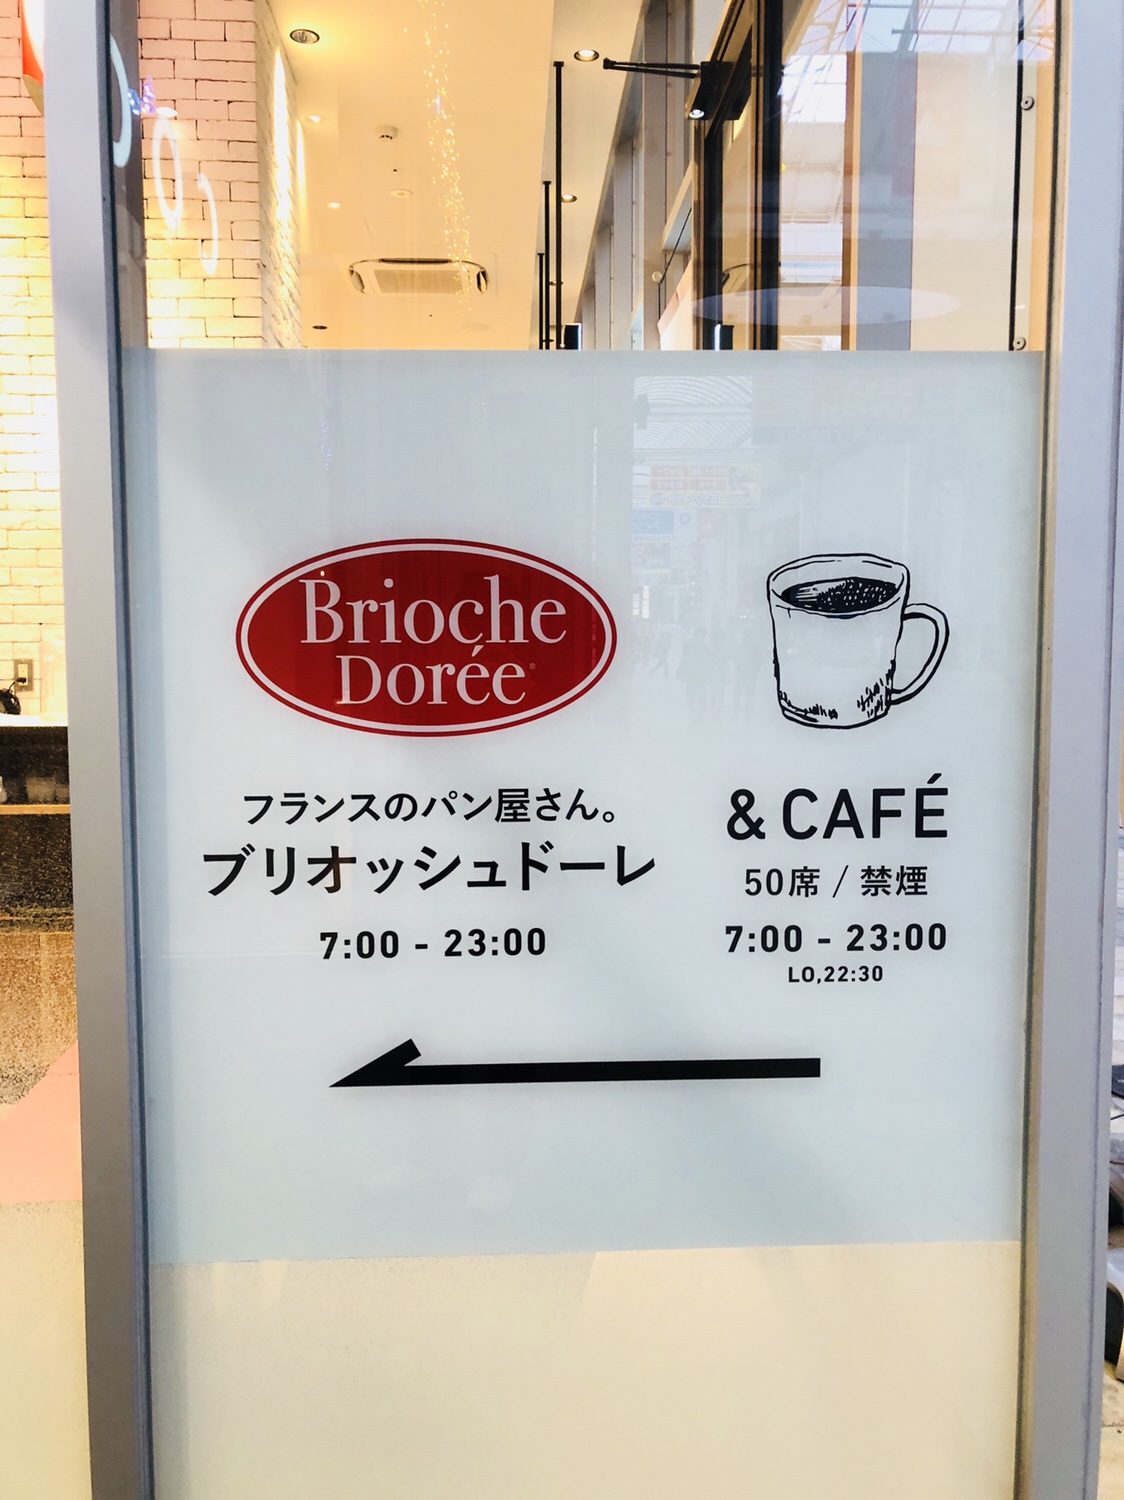 Brioche
Dorée
フランスのパン屋さん。
ブリオッシュドーレ
7:00 - 23:00
& CAFÉ
50席 / 禁煙
7:00 - 23:00
LO,22:30